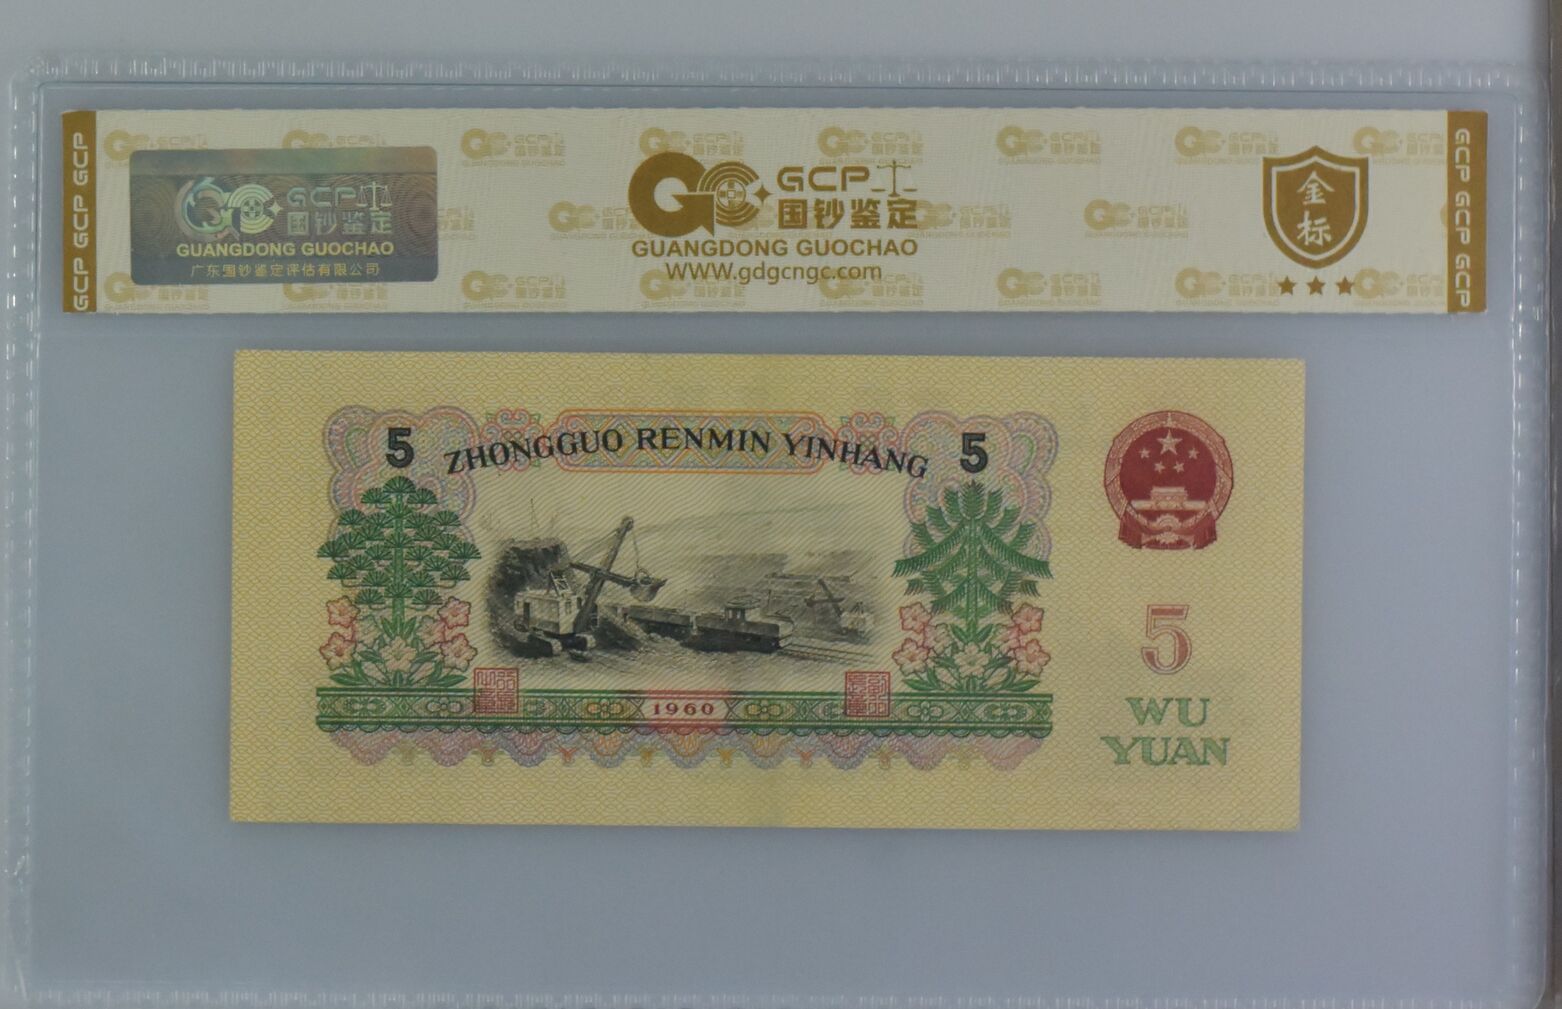 GCP GCP GCP
GCP
国钞鉴定
GUANGDONG GUOCHAO
广东国钞鉴定评估有限公司
GCP
国钞鉴定
GUANGDONG GUOCHAO
WWW.gdgcngc.com
金标
GCP GCP GCP
5 ZHONGGUO RENMIN YINHANG 5
1960
5
WU
YUAN